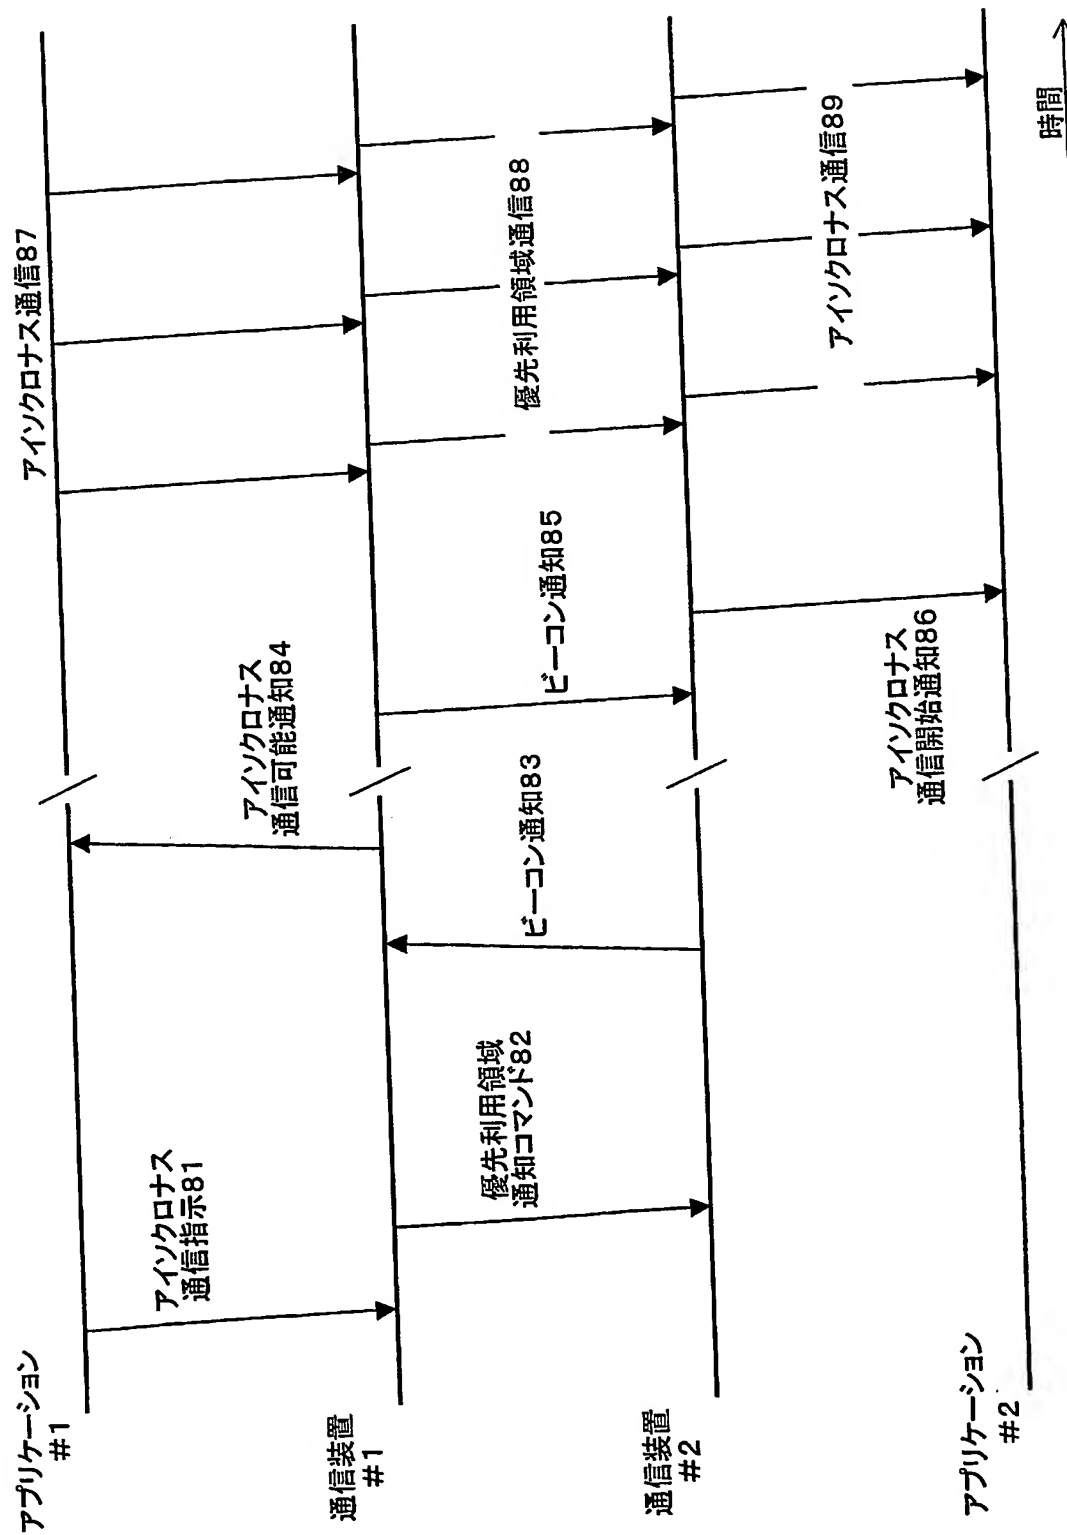 アプリケーション
#1
通信装置
#1
通信装置
#2
アプリケーション
#2
アイソクロナス
通信指示81
優先利用領域
通知コマンド82
ビーコン通知83
アイソクロナス
通信可能通知84
ビーコン通知85
アイソクロナス
通信開始通知86
アイソクロナス通信87
優先利用領域通信88
アイソクロナス通信89
時間